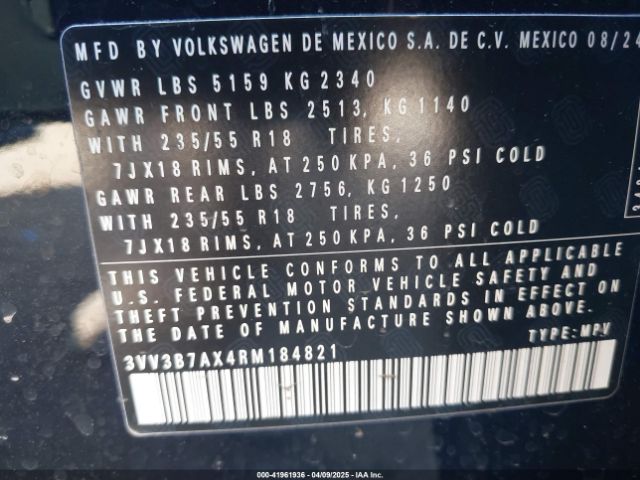 MFD BY VOLKSWAGEN DE MEXICO S.A. DE C.V. MEXICO 08/24
GVWR LBS 5159 KG 2340
GAWR FRONT LBS 2513, KG 1140
WITH 235/55 R18 TIRES,
7JX18 RIMS, AT 250 KPA, 36 PSI COLD
GAWR REAR LBS 2756, KG 1250
WITH 235/55 R18 TIRES,
7JX18 RIMS, AT 250 KPA, 36 PSI COLD
THIS VEHICLE CONFORMS TO ALL APPLICABLE
U.S. FEDERAL MOTOR VEHICLE SAFETY AND
THEFT PREVENTION STANDARDS IN EFFECT ON
THE DATE OF MANUFACTURE SHOWN ABOVE.
3VV3B7AX4RM184821 TYPE: MPV
000-41961936 - 04/09/2025 - IAAI.COM